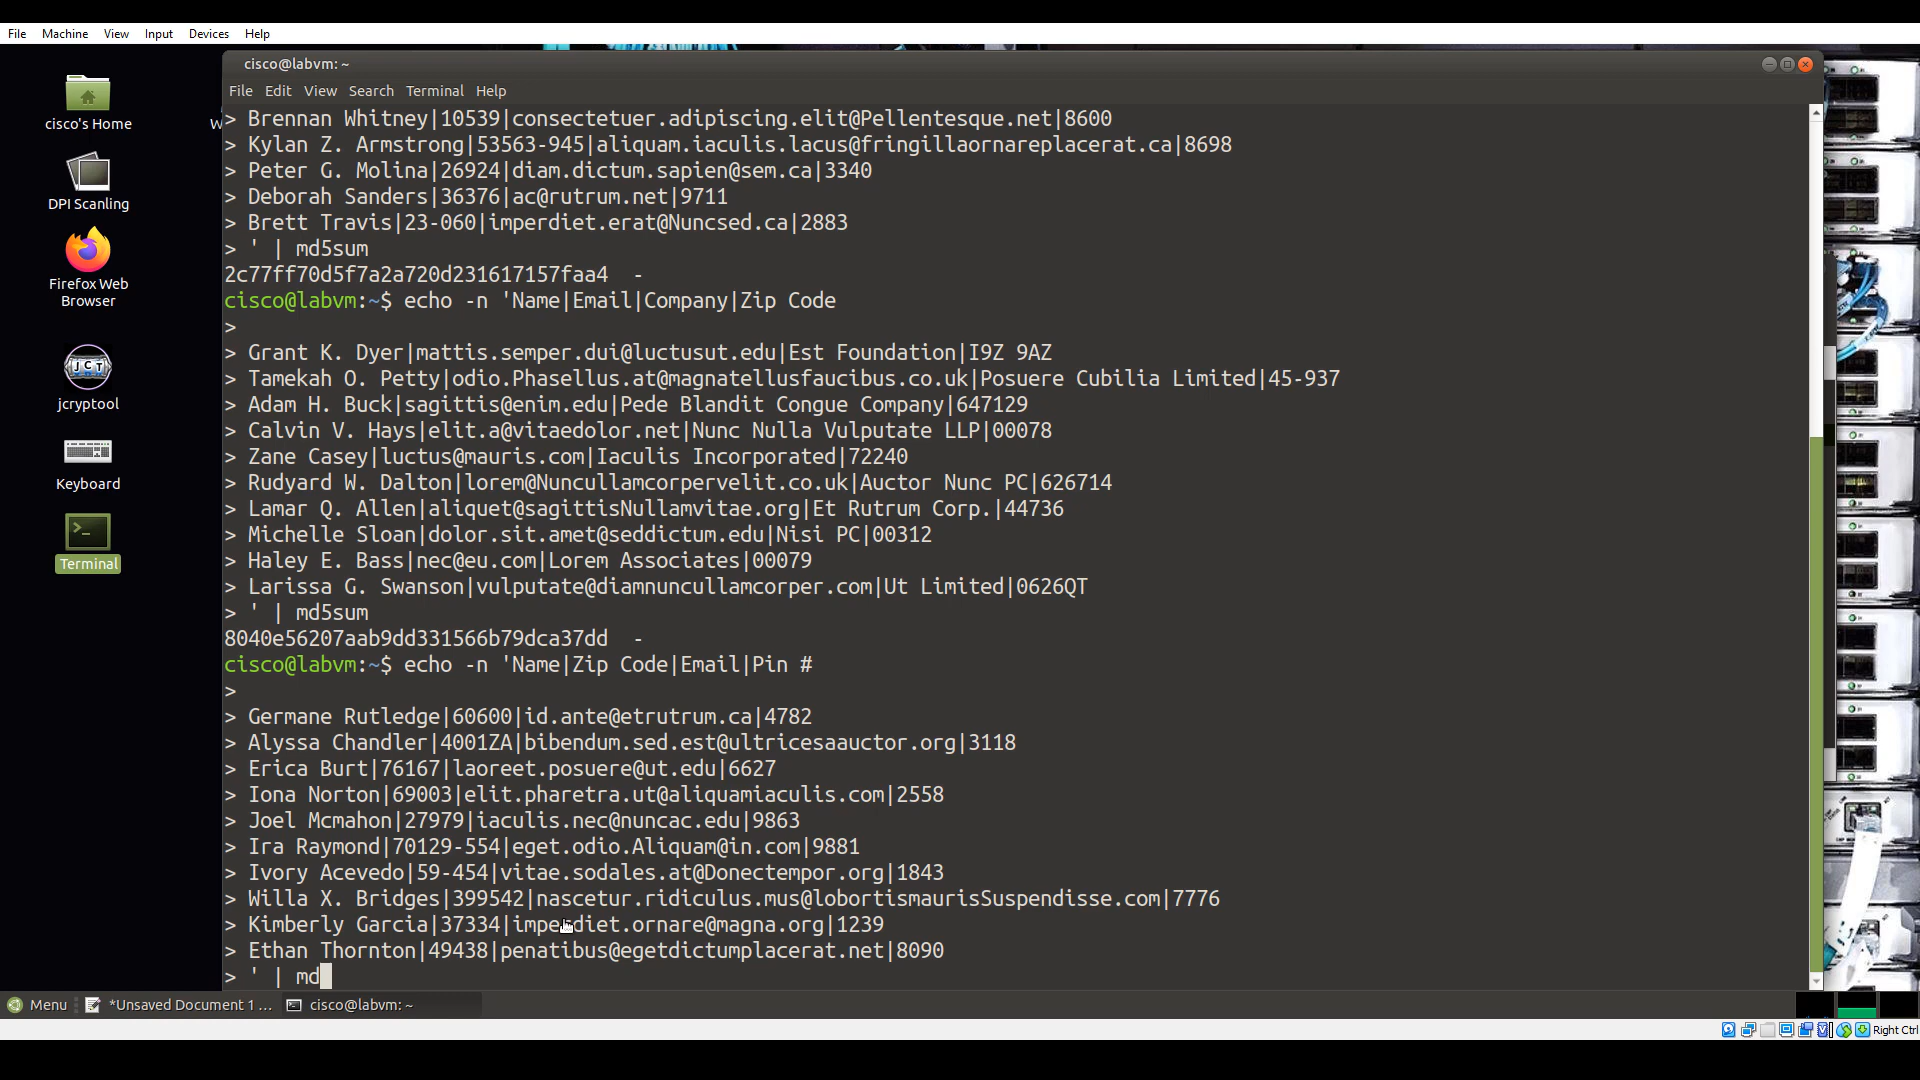 File Machine View Input Devices Help
cisco@labvm: ~
File Edit View Search Terminal Help
cisco's Home
DPI Scanling
Firefox Web
Browser
jcryptool
Keyboard
Terminal
W
> Brennan Whitney|10539|consectetuer.adipiscing.elit@Pellentesque.net|8600
> Kylan Z. Armstrong|53563-945|aliquam.iaculis.lacus@fringillaornareplacerat.ca|8698
> Peter G. Molina|26924|diam.dictum.sapien@sem.ca|3340
> Deborah Sanders|36376|ac@rutrum.net|9711
> Brett Travis|23-060|imperdiet.erat@Nuncsed.ca|2883
> ' | md5sum
2c77ff70d5f7a2a720d231617157faa4  -
cisco@labvm:~$ echo -n 'Name|Email|Company|Zip Code
>
> Grant K. Dyer|mattis.semper.dui@luctusut.edu|Est Foundation|I9Z 9AZ
> Tamekah O. Petty|odio.Phasellus.at@magnatellusfaucibus.co.uk|Posuere Cubilia Limited|45-937
> Adam H. Buck|sagittis@enim.edu|Pede Blandit Congue Company|647129
> Calvin V. Hays|elit.a@vitaedolor.net|Nunc Nulla Vulputate LLP|00078
> Zane Casey|luctus@mauris.com|Iaculis Incorporated|72240
> Rudyard W. Dalton|lorem@Nuncullamcorpervelit.co.uk|Auctor Nunc PC|626714
> Lamar Q. Allen|aliquet@sagittisNullamvitae.org|Et Rutrum Corp.|44736
> Michelle Sloan|dolor.sit.amet@seddictum.edu|Nisi PC|00312
> Haley E. Bass|nec@eu.com|Lorem Associates|00079
> Larissa G. Swanson|vulputate@diamnuncullamcorper.com|Ut Limited|0626QT
> ' | md5sum
8040e56207aab9dd331566b79dca37dd  -
cisco@labvm:~$ echo -n 'Name|Zip Code|Email|Pin #
>
> Germane Rutledge|60600|id.ante@etrutrum.ca|4782
> Alyssa Chandler|4001ZA|bibendum.sed.est@ultricesaauctor.org|3118
> Erica Burt|76167|laoreet.posuere@ut.edu|6627
> Iona Norton|69003|elit.pharetra.ut@aliquamiaculis.com|2558
> Joel Mcmahon|27979|iaculis.nec@nuncac.edu|9863
> Ira Raymond|70129-554|eget.odio.Aliquam@in.com|9881
> Ivory Acevedo|59-454|vitae.sodales.at@Donectempor.org|1843
> Willa X. Bridges|399542|nascetur.ridiculus.mus@lobortismaurisSuspendisse.com|7776
> Kimberly Garcia|37334|imperdiet.ornare@magna.org|1239
> Ethan Thornton|49438|penatibus@egetdictumplacerat.net|8090
> ' | md
Menu *Unsaved Document 1 ... cisco@labvm: ~
Right Ctrl